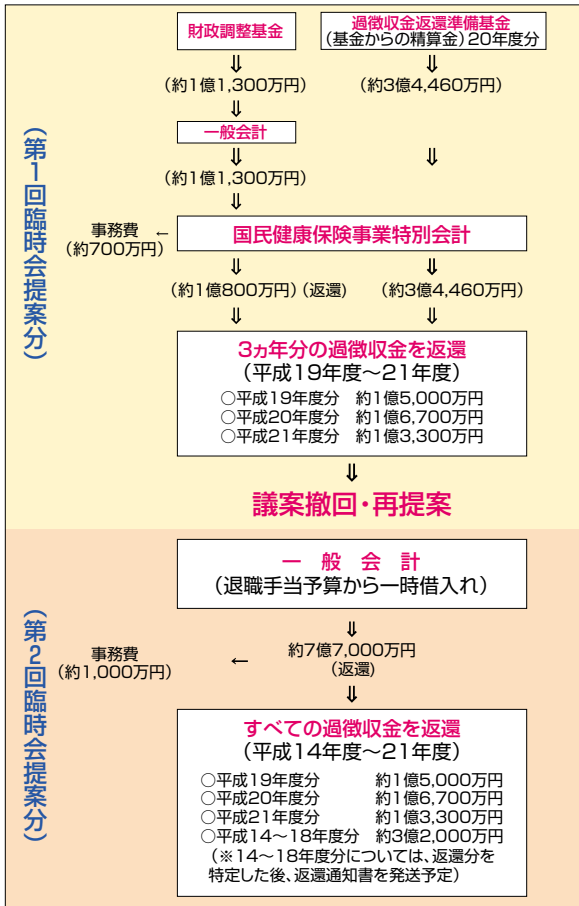 財政調整基金
過徴収金返還準備基金
(基金からの精算金)20年度分
⇓ ⇓
(約1億1,300万円) (約3億4,460万円)
⇓
一般会計
⇓ ⇓
(約1億1,300万円)
⇓
事務費
(約700万円)
←
国民健康保険事業特別会計
⇓ ⇓
(約1億800万円)(返還) (約3億4,460万円)
⇓ ⇓
3ヵ年分の過徴収金を返還
(平成19年度〜21年度)
○平成19年度分 約1億5,000万円
○平成20年度分 約1億6,700万円
○平成21年度分 約1億3,300万円
⇓
議案撤回・再提案
(第1回臨時会提案分)
一般会計
(退職手当予算から一時借入れ)
⇓
事務費
(約1,000万円)
←
約7億7,000万円
(返還)
⇓
すべての過徴収金を返還
(平成14年度〜21年度)
○平成19年度分 約1億5,000万円
○平成20年度分 約1億6,700万円
○平成21年度分 約1億3,300万円
○平成14〜18年度分 約3億2,000万円
(※14〜18年度分については、返還分を
特定した後、返還通知書を発送予定)
(第2回臨時会提案分)